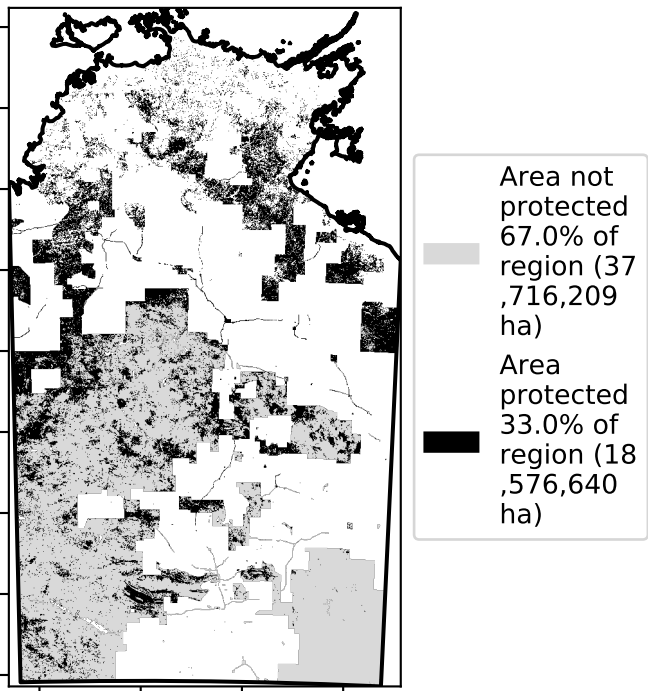 Area not
protected
67.0% of
region (37
,716,209
ha)
Area
protected
33.0% of
region (18
,576,640
ha)